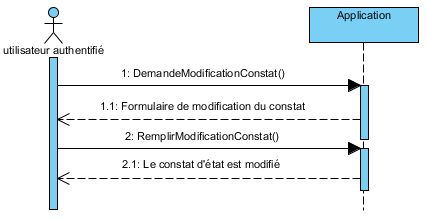 Application
utilisateur authentifié
1: DemandeModificationConstat()
1.1: Formulaire de modification du constat
2: RemplirModificationConstat()
2.1: Le constat d'état est modifié